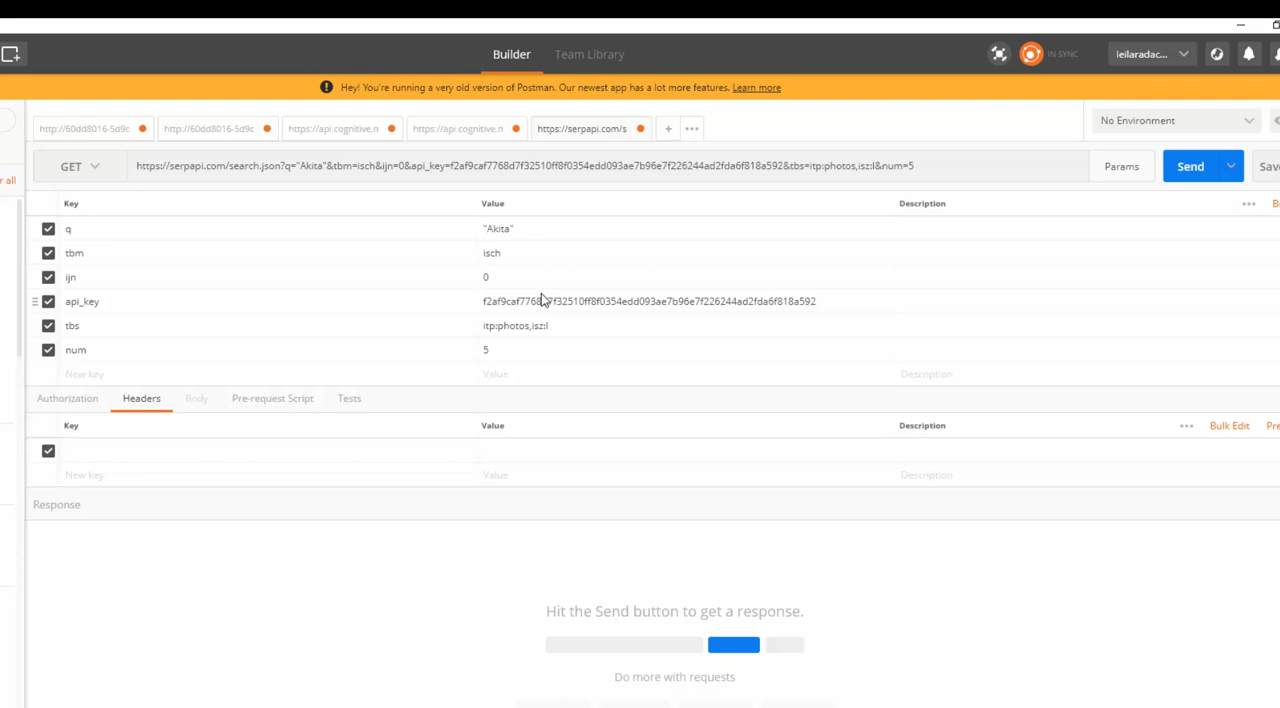 Builder Team Library IN SYNC leilaradac...
Hey! You're running a very old version of Postman. Our newest app has a lot more features. Learn more
http://60dd8016-5d9c http://60dd8016-5d9c https://api.cognitive.n https://api.cognitive.n https://serpapi.com/s + ••• No Environment
GET https://serpapi.com/search.json?q="Akita"&tbm=isch&ijn=0&api_key=f2af9caf7768d7f32510ff8f0354edd093ae7b96e7f226244ad2fda6f818a592&tbs=itp:photos,isz:l&num=5 Params Send Save
r all
Key Value Description •••
q "Akita"
tbm isch
ijn 0
api_key f2af9caf7768d7f32510ff8f0354edd093ae7b96e7f226244ad2fda6f818a592
tbs itp:photos,isz:l
num 5
New key Value Description
Authorization Headers Body Pre-request Script Tests
Key Value Description ••• Bulk Edit Pre
New key Value Description
Response
Hit the Send button to get a response.
Do more with requests